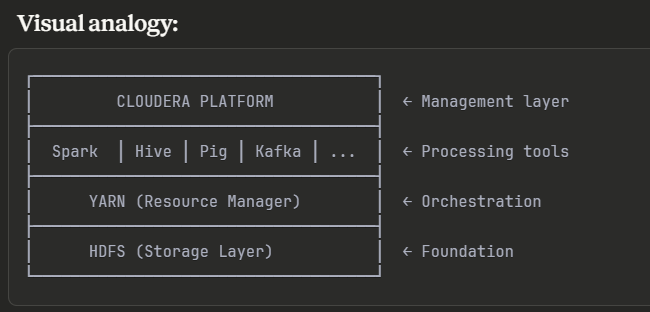 Visual analogy:
CLOUDERA PLATFORM ← Management layer
Spark | Hive | Pig | Kafka | ... ← Processing tools
YARN (Resource Manager) ← Orchestration
HDFS (Storage Layer) ← Foundation